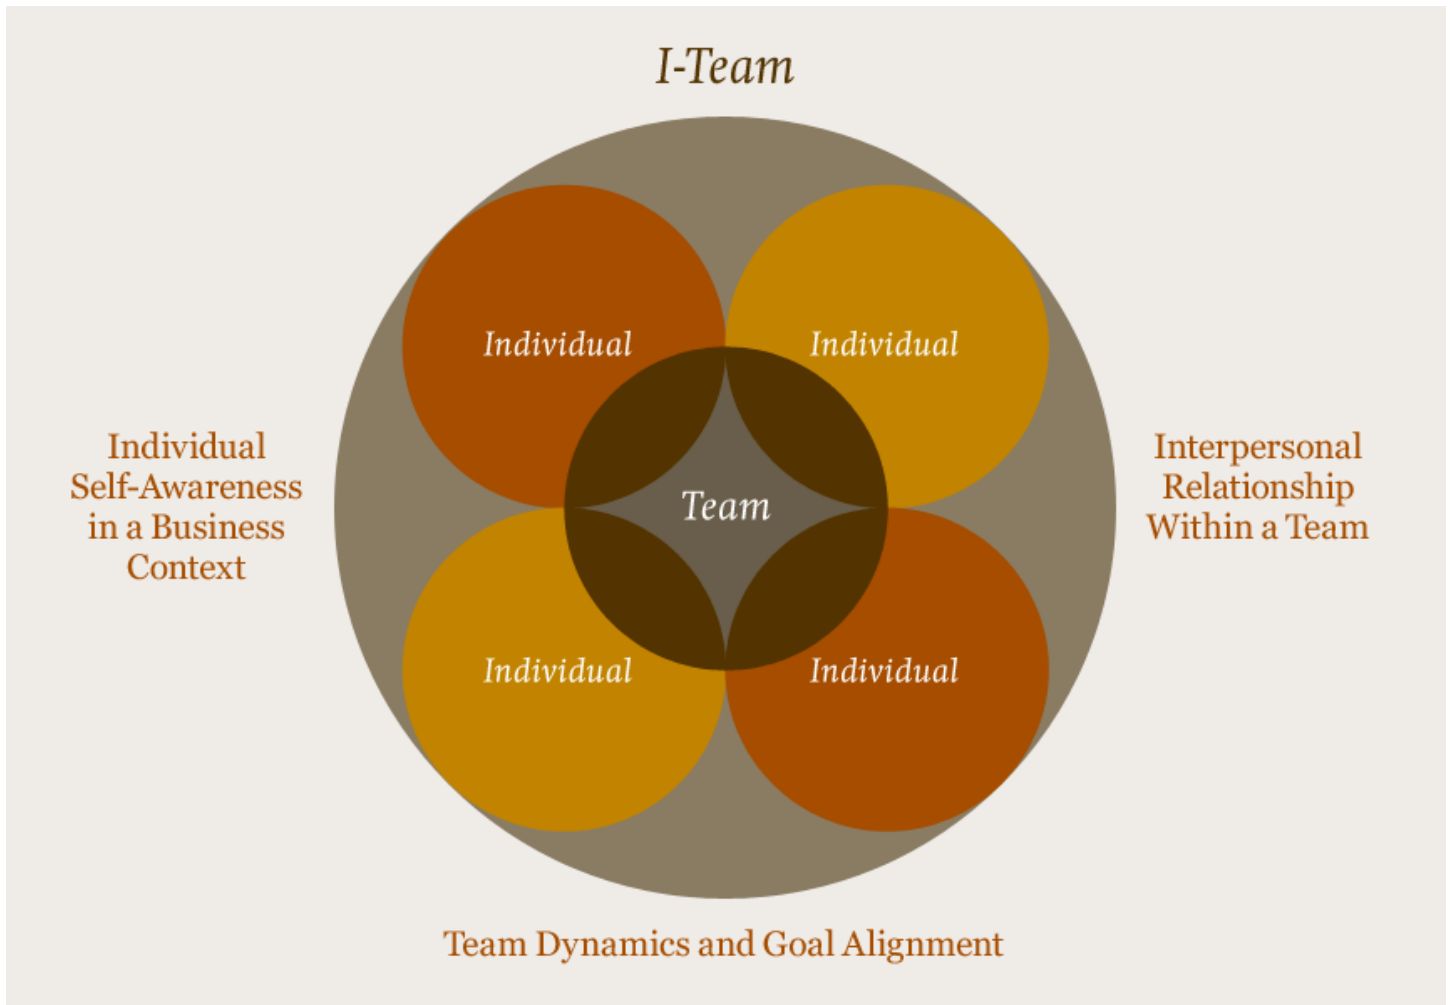 I-Team
Individual
Individual
Individual
Self-Awareness
in a Business
Context
Team
Interpersonal
Relationship
Within a Team
Individual
Individual
Team Dynamics and Goal Alignment